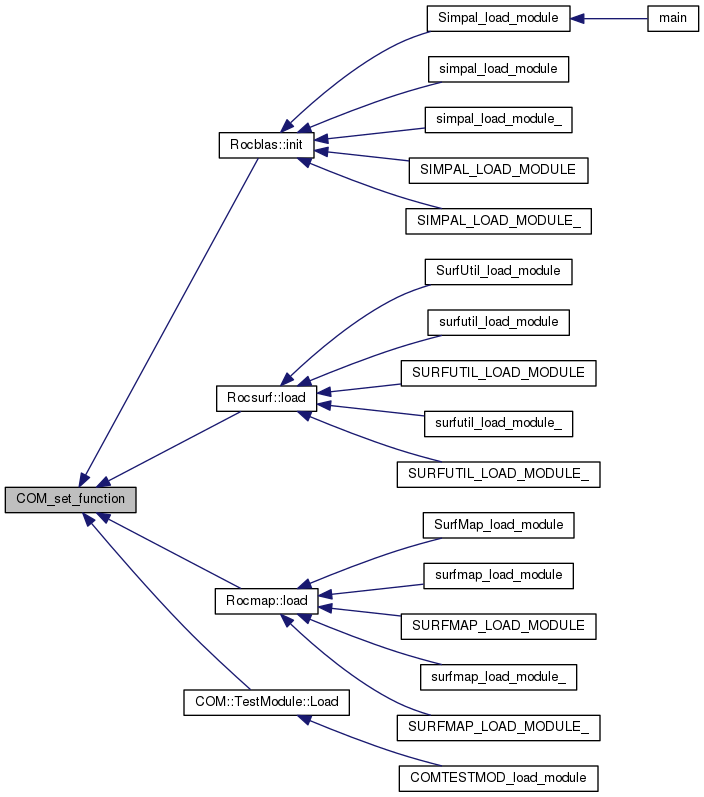 Simpal_load_module
main
simpal_load_module
simpal_load_module_
Rocblas::init
SIMPAL_LOAD_MODULE
SIMPAL_LOAD_MODULE_
SurfUtil_load_module
surfutil_load_module
SURFUTIL_LOAD_MODULE
Rocsurf::load
surfutil_load_module_
SURFUTIL_LOAD_MODULE_
COM_set_function
SurfMap_load_module
surfmap_load_module
Rocmap::load
SURFMAP_LOAD_MODULE
surfmap_load_module_
COM::TestModule::Load
SURFMAP_LOAD_MODULE_
COMTESTMOD_load_module